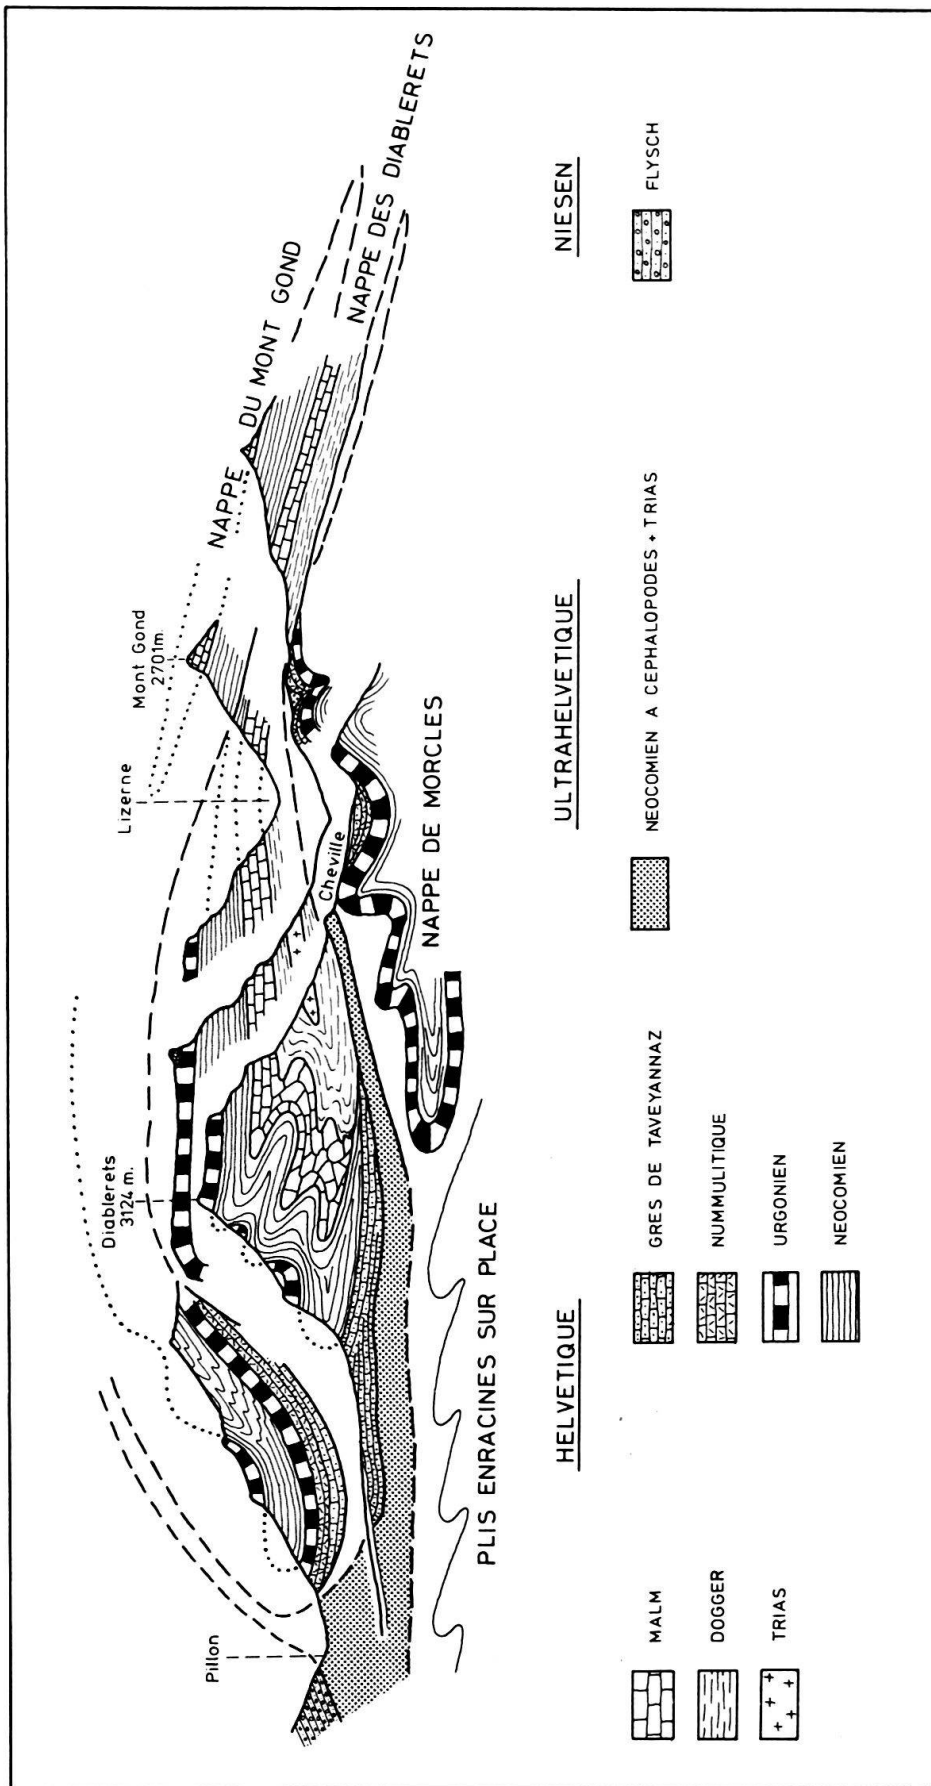 Pillon
Diablerets
3124 m.
Lizerne
Mont Gond
2701m.
NAPPE DU MONT GOND
NAPPE DES DIABLERETS
Cheville
NAPPE DE MORCLES
PLIS ENRACINES SUR PLACE
HELVETIQUE
ULTRAHELVETIQUE
NIESEN
MALM
DOGGER
TRIAS
GRES DE TAVEYANNAZ
NUMMULITIQUE
URGONIEN
NEOCOMIEN
NEOCOMIEN A CEPHALOPODES + TRIAS
FLYSCH